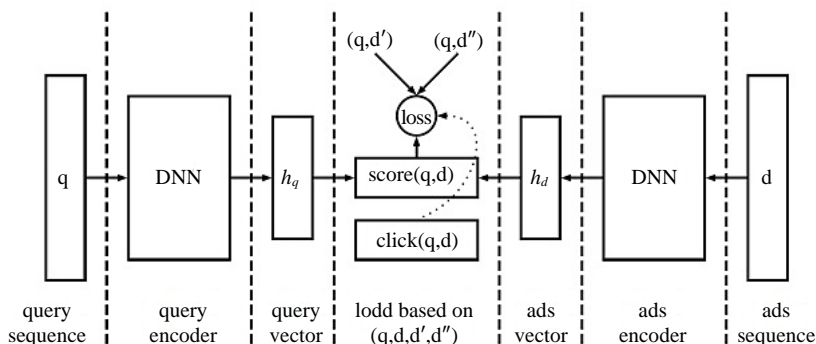 (q,d′) (q,d″)
loss
q DNN h_q score(q,d) h_d DNN d
click(q,d)
query query query lodd based on ads ads ads
sequence encoder vector (q,d,d′,d″) vector encoder sequence